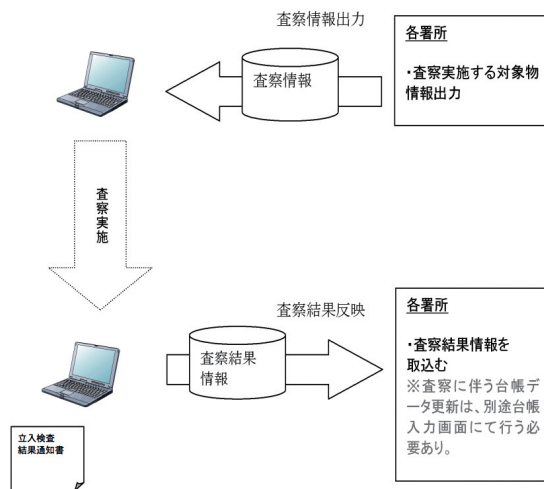 査察情報出力
各署所
・査察実施する対象物
情報出力
査察情報
査察実施
査察結果反映
各署所
・査察結果情報を
取込む
※査察に伴う台帳デ
ータ更新は、別途台帳
入力画面にて行う必
要あり。
査察結果
情報
立入検査
結果通知書